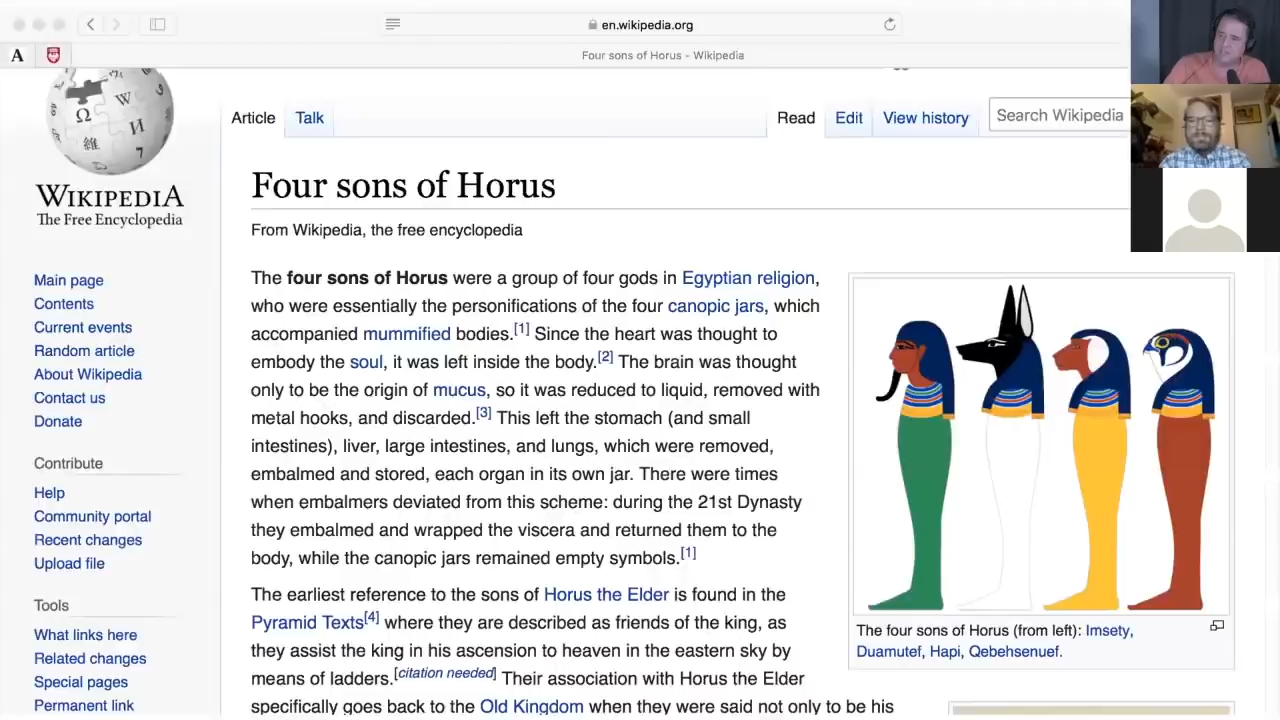 en.wikipedia.org
A
Four sons of Horus - Wikipedia
WIKIPEDIA
The Free Encyclopedia
Main page
Contents
Current events
Random article
About Wikipedia
Contact us
Donate
Contribute
Help
Community portal
Recent changes
Upload file
Tools
What links here
Related changes
Special pages
Permanent link
Article Talk Read Edit View history Search Wikipedia
Four sons of Horus
From Wikipedia, the free encyclopedia
The four sons of Horus were a group of four gods in Egyptian religion,
who were essentially the personifications of the four canopic jars, which
accompanied mummified bodies.[1] Since the heart was thought to
embody the soul, it was left inside the body.[2] The brain was thought
only to be the origin of mucus, so it was reduced to liquid, removed with
metal hooks, and discarded.[3] This left the stomach (and small
intestines), liver, large intestines, and lungs, which were removed,
embalmed and stored, each organ in its own jar. There were times
when embalmers deviated from this scheme: during the 21st Dynasty
they embalmed and wrapped the viscera and returned them to the
body, while the canopic jars remained empty symbols.[1]
The earliest reference to the sons of Horus the Elder is found in the
Pyramid Texts[4] where they are described as friends of the king, as
they assist the king in his ascension to heaven in the eastern sky by
means of ladders.[citation needed] Their association with Horus the Elder
specifically goes back to the Old Kingdom when they were said not only to be his
The four sons of Horus (from left): Imsety,
Duamutef, Hapi, Qebehsenuef.